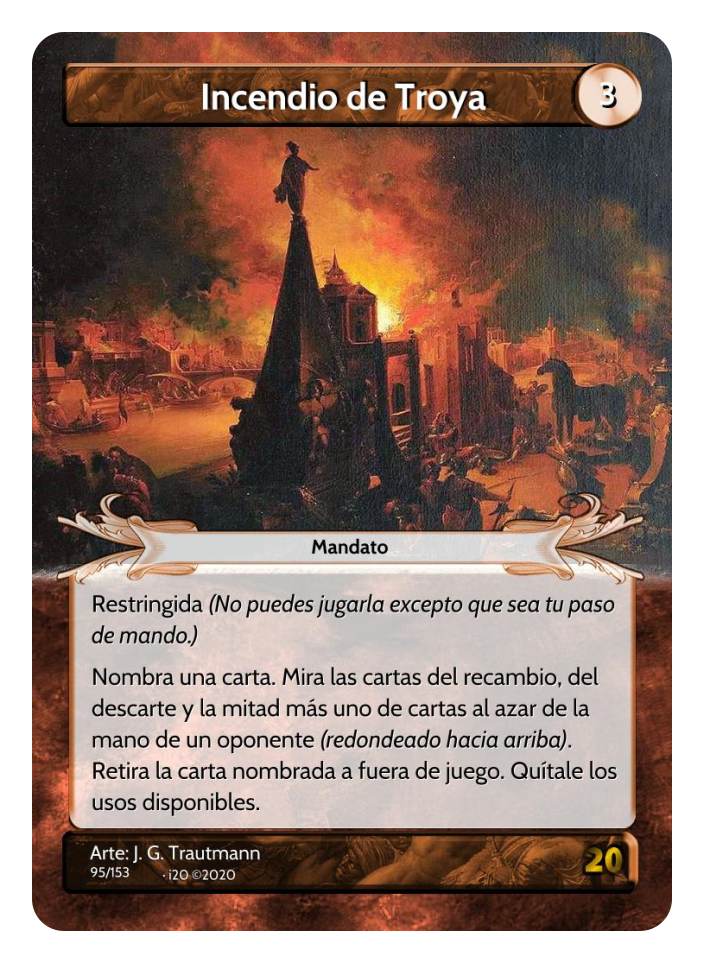 Incendio de Troya
3
Mandato
Restringida (No puedes jugarla excepto que sea tu paso
de mando.)
Nombra una carta. Mira las cartas del recambio, del
descarte y la mitad más uno de cartas al azar de la
mano de un oponente (redondeado hacia arriba).
Retira la carta nombrada a fuera de juego. Quítale los
usos disponibles.
Arte: J. G. Trautmann
95/153 · i20 ©2020
20